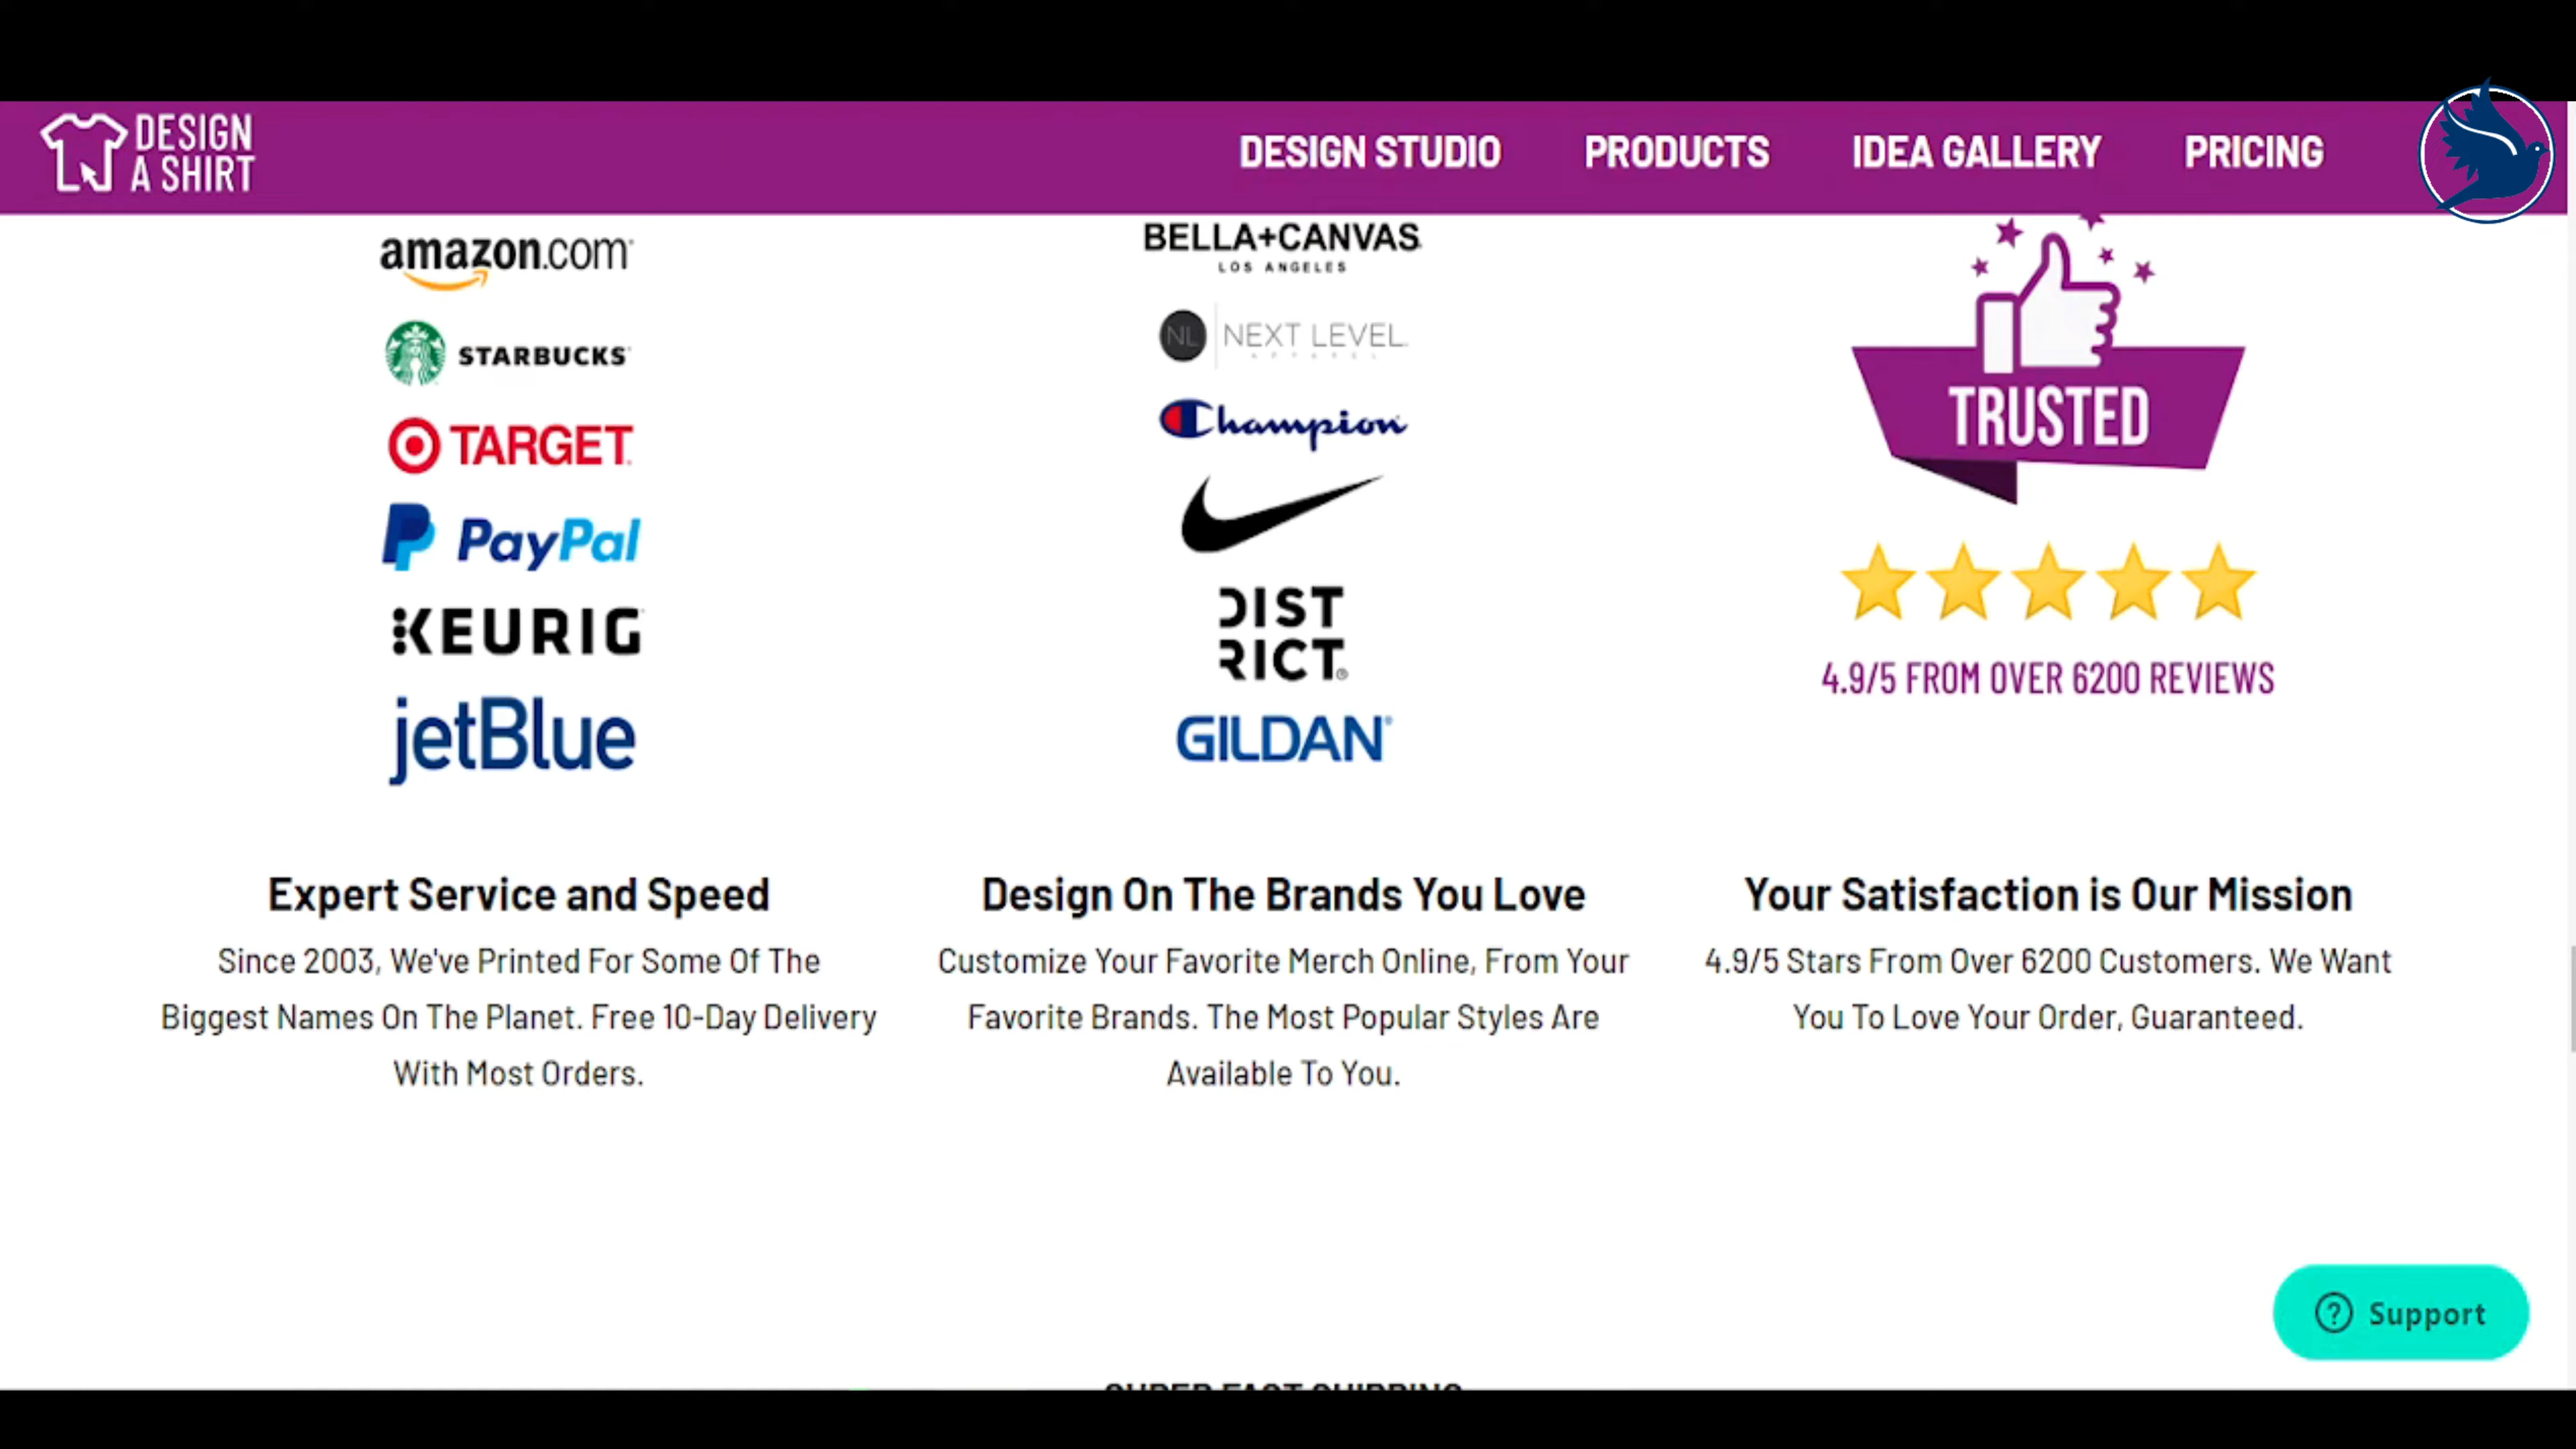 DESIGN
A SHIRT
DESIGN STUDIO
PRODUCTS
IDEA GALLERY
PRICING
amazon.com
STARBUCKS
TARGET
PayPal
KEURIG
jetBlue
Expert Service and Speed
Since 2003, We've Printed For Some Of The
Biggest Names On The Planet. Free 10-Day Delivery
With Most Orders.
BELLA+CANVAS
LOS ANGELES
NL NEXT LEVEL
APPAREL
Champion
DIST
RICT®
GILDAN®
Design On The Brands You Love
Customize Your Favorite Merch Online, From Your
Favorite Brands. The Most Popular Styles Are
Available To You.
TRUSTED
4.9/5 FROM OVER 6200 REVIEWS
Your Satisfaction is Our Mission
4.9/5 Stars From Over 6200 Customers. We Want
You To Love Your Order, Guaranteed.
? Support
SUPER FAST SHIPPING